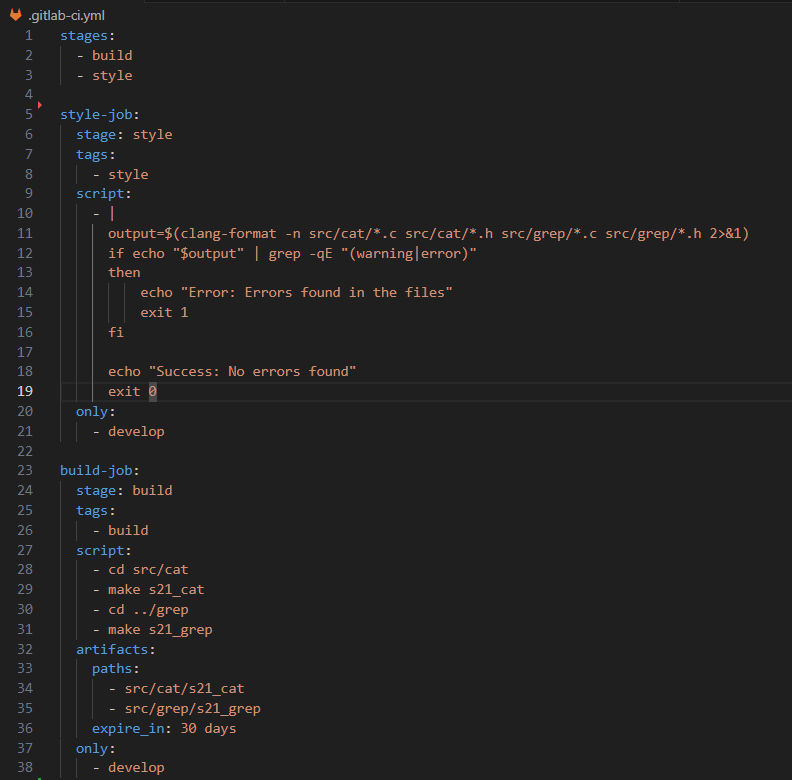 .gitlab-ci.yml
1 stages:
2 - build
3 - style
4
5 style-job:
6 stage: style
7 tags:
8 - style
9 script:
10 - |
11 output=$(clang-format -n src/cat/*.c src/cat/*.h src/grep/*.c src/grep/*.h 2>&1)
12 if echo "$output" | grep -qE "(warning|error)"
13 then
14 echo "Error: Errors found in the files"
15 exit 1
16 fi
17
18 echo "Success: No errors found"
19 exit 0
20 only:
21 - develop
22
23 build-job:
24 stage: build
25 tags:
26 - build
27 script:
28 - cd src/cat
29 - make s21_cat
30 - cd ../grep
31 - make s21_grep
32 artifacts:
33 paths:
34 - src/cat/s21_cat
35 - src/grep/s21_grep
36 expire_in: 30 days
37 only:
38 - develop